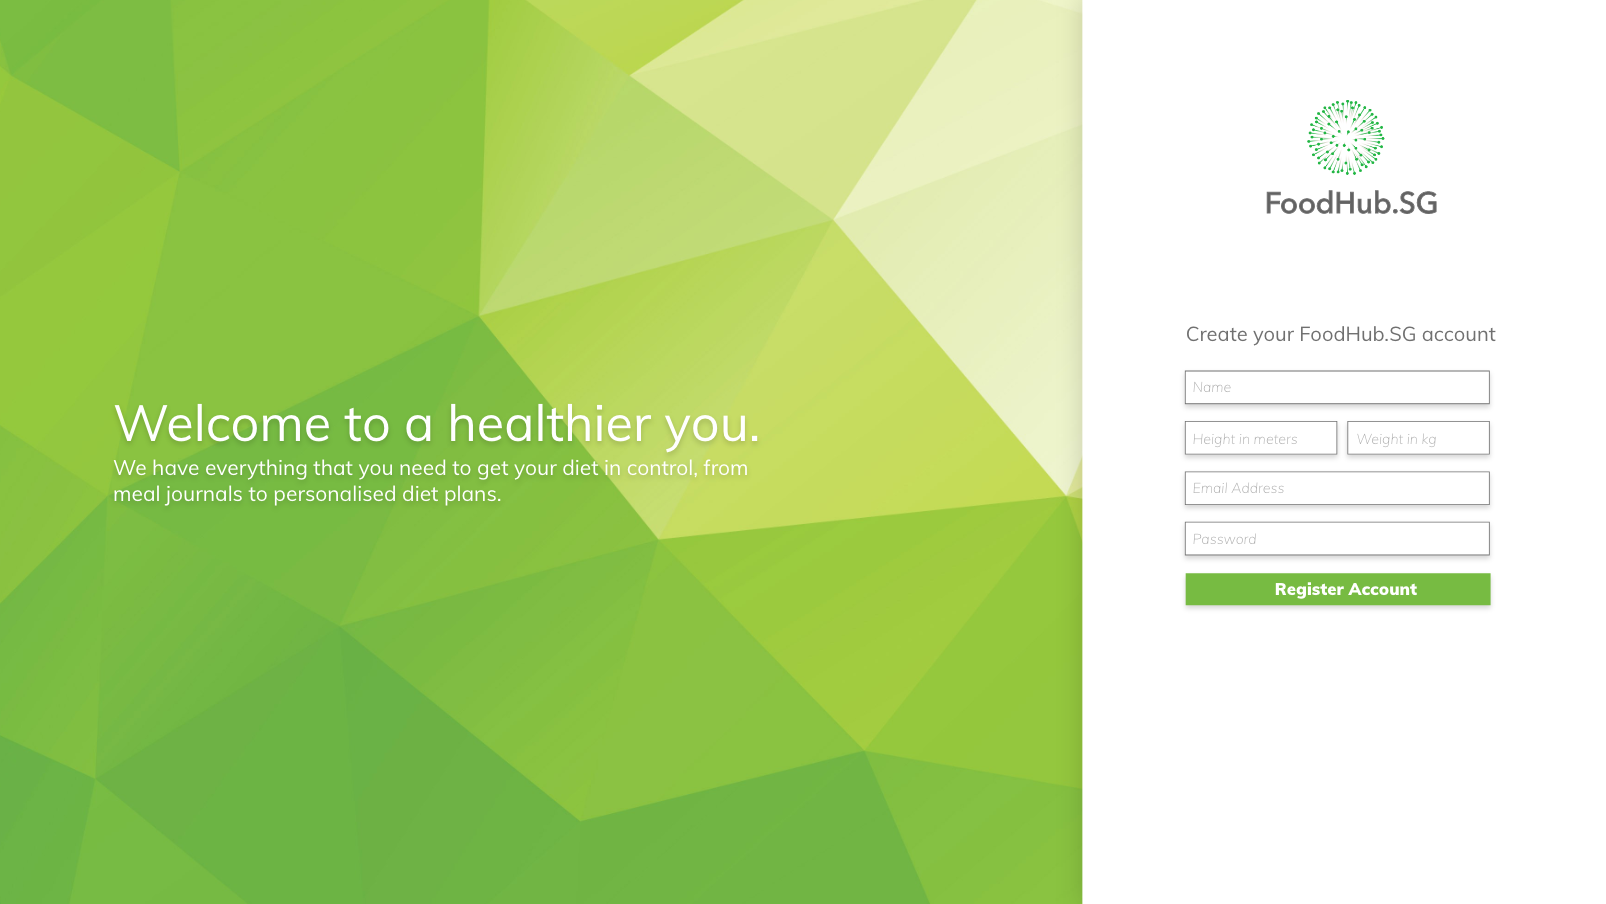 Welcome to a healthier you.
We have everything that you need to get your diet in control, from
meal journals to personalised diet plans.
FoodHub.SG
Create your FoodHub.SG account
Name
Height in meters
Weight in kg
Email Address
Password
Register Account